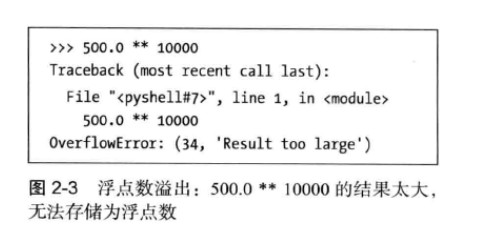 >>> 500.0 ** 10000
Traceback (most recent call last):
File "<pyshell#7>", line 1, in <module>
500.0 ** 10000
OverflowError: (34, 'Result too large')
图 2-3 浮点数溢出：500.0 ** 10000 的结果太大，
无法存储为浮点数